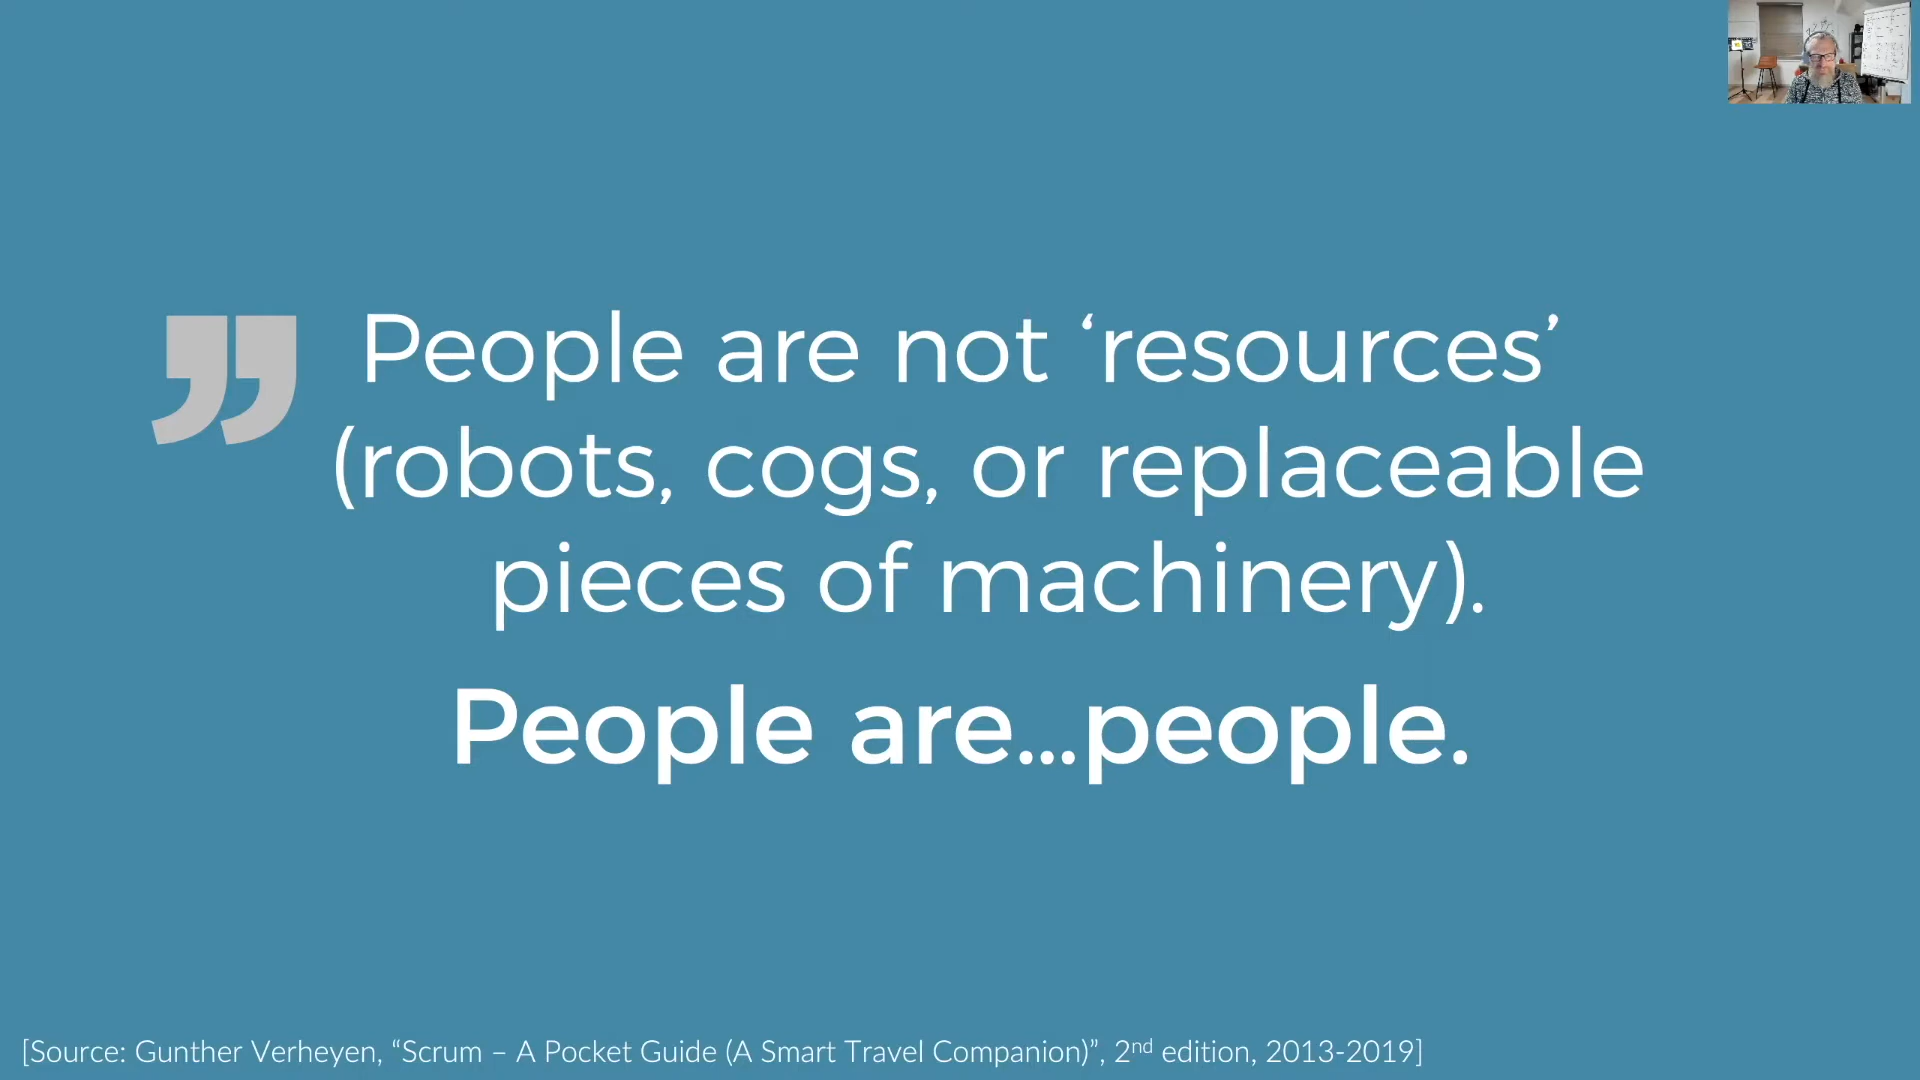 ”
People are not ‘resources’
(robots, cogs, or replaceable
pieces of machinery).
People are...people.
[Source: Gunther Verheyen, “Scrum – A Pocket Guide (A Smart Travel Companion)”, 2nd edition, 2013-2019]